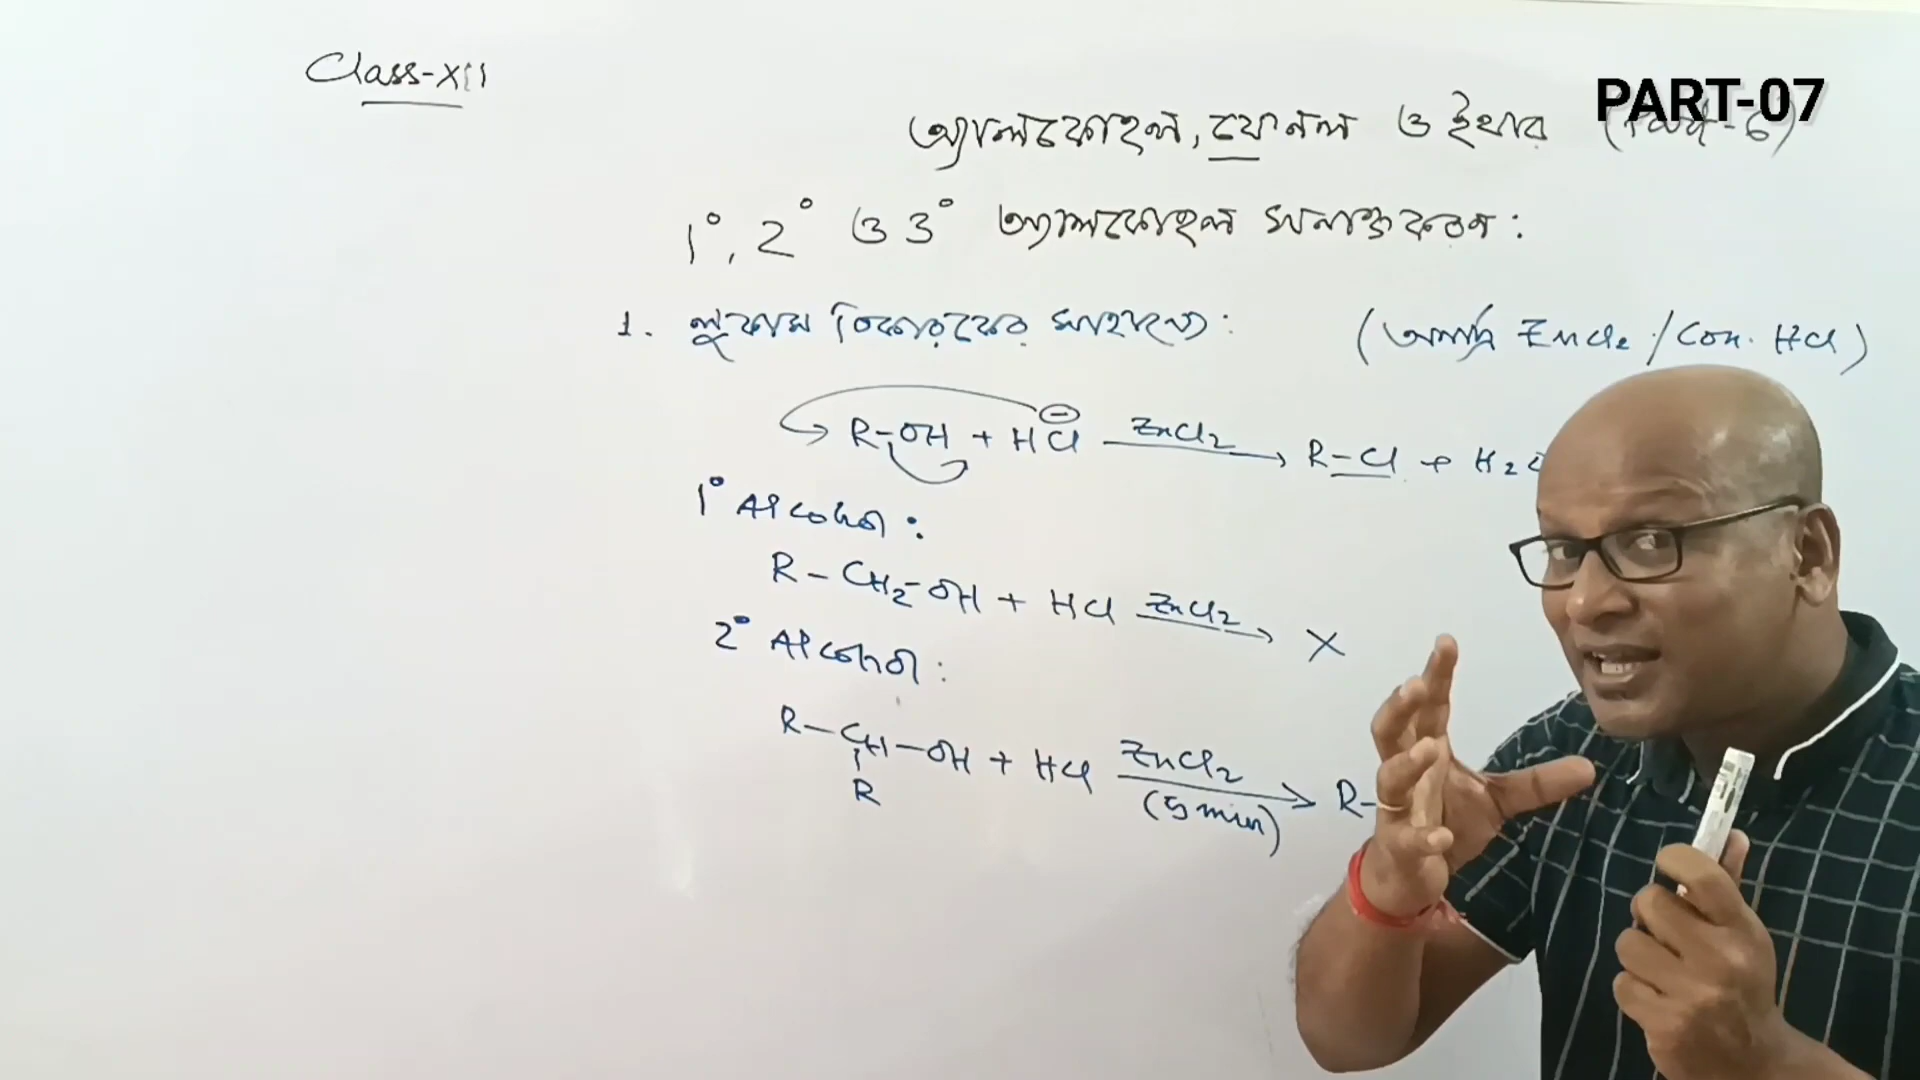 Class-XII
PART-07
অ্যালকোহল, ফেনল ও ইথার (Part-6)
1°, 2° ও 3° অ্যালকোহল সনাক্তকরণ :
1. লুকাস বিকারকের সাহায্যে : (অনার্দ্র ZnCl₂ / Con. HCl)
R-OH + HCl ⊖ ZnCl₂ → R-Cl + H₂
1° Alcohol :
R - CH₂-OH + HCl ZnCl₂ → X
2° Alcohol :
R-CH-OH + HCl ZnCl₂ → R-
R (5 min)